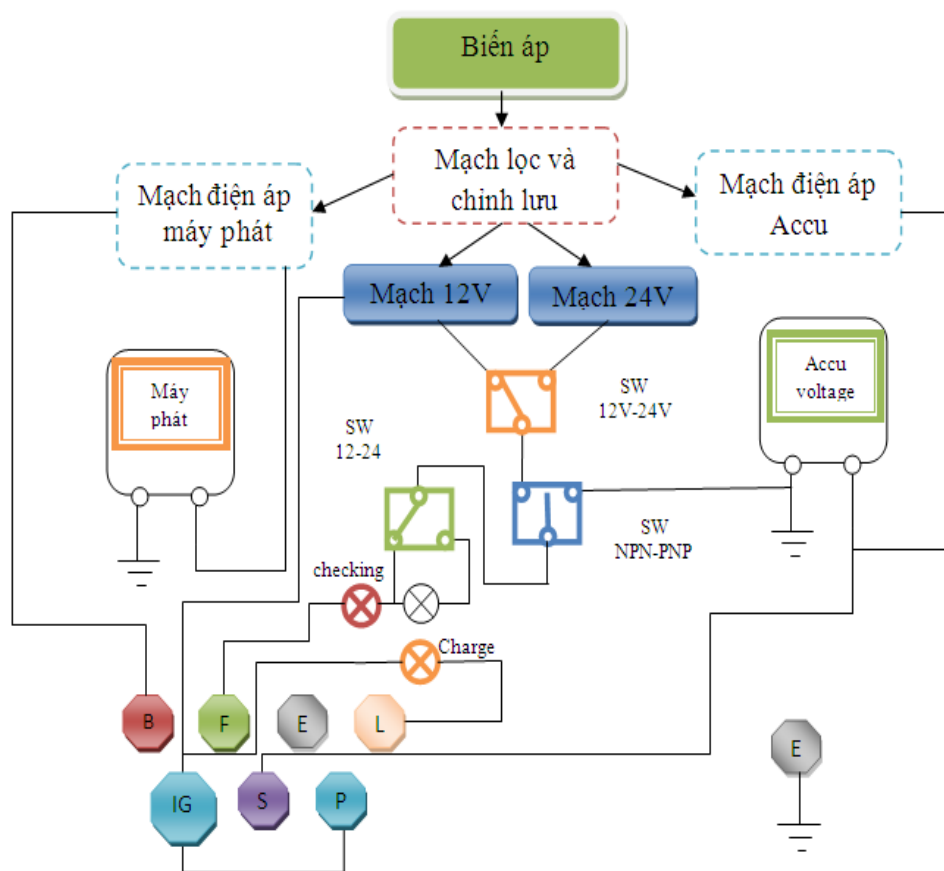 Biến áp
Mạch lọc và
chỉnh lưu
Mạch điện áp
máy phát
Mạch điện áp
Accu
Mạch 12V
Mạch 24V
Máy
phát
SW
12V-24V
Accu
voltage
SW
12-24
SW
NPN-PNP
checking
Charge
B
F
E
L
E
IG
S
P